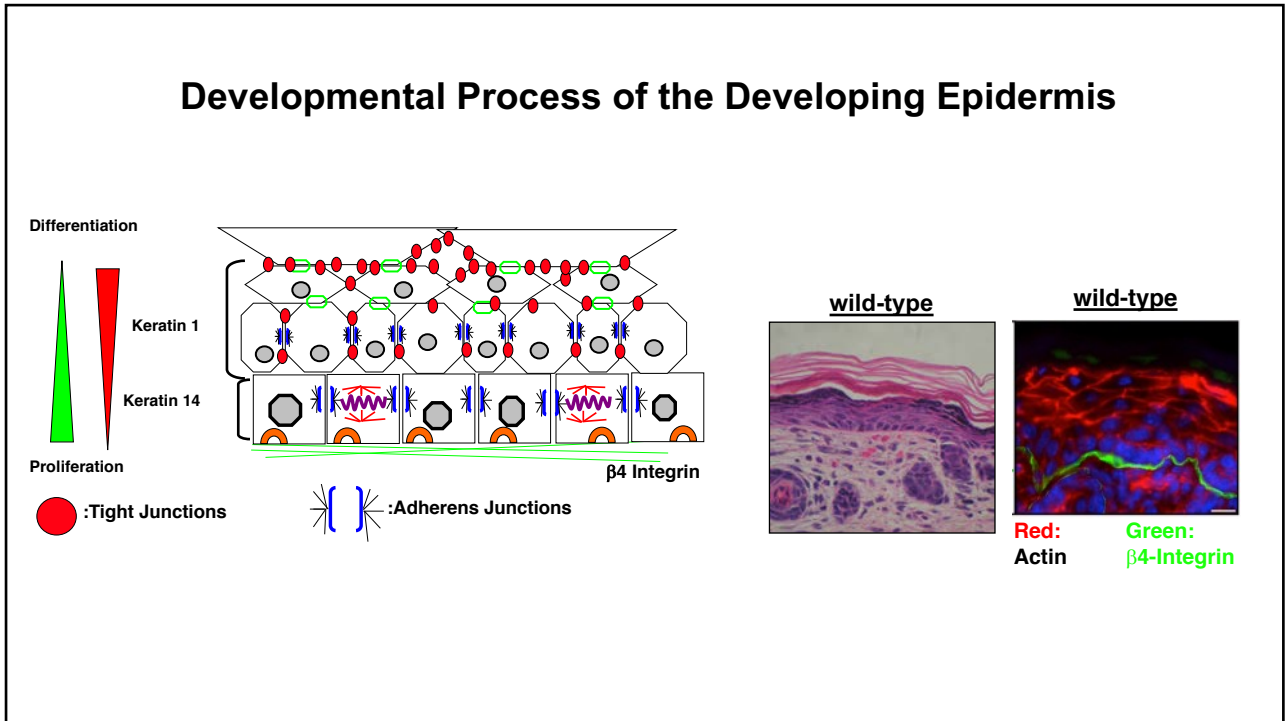 Developmental Process of the Developing Epidermis
Differentiation
Keratin 1
Keratin 14
Proliferation
β4 Integrin
:Tight Junctions
:Adherens Junctions
wild-type
wild-type
Red:
Actin
Green:
β4-Integrin